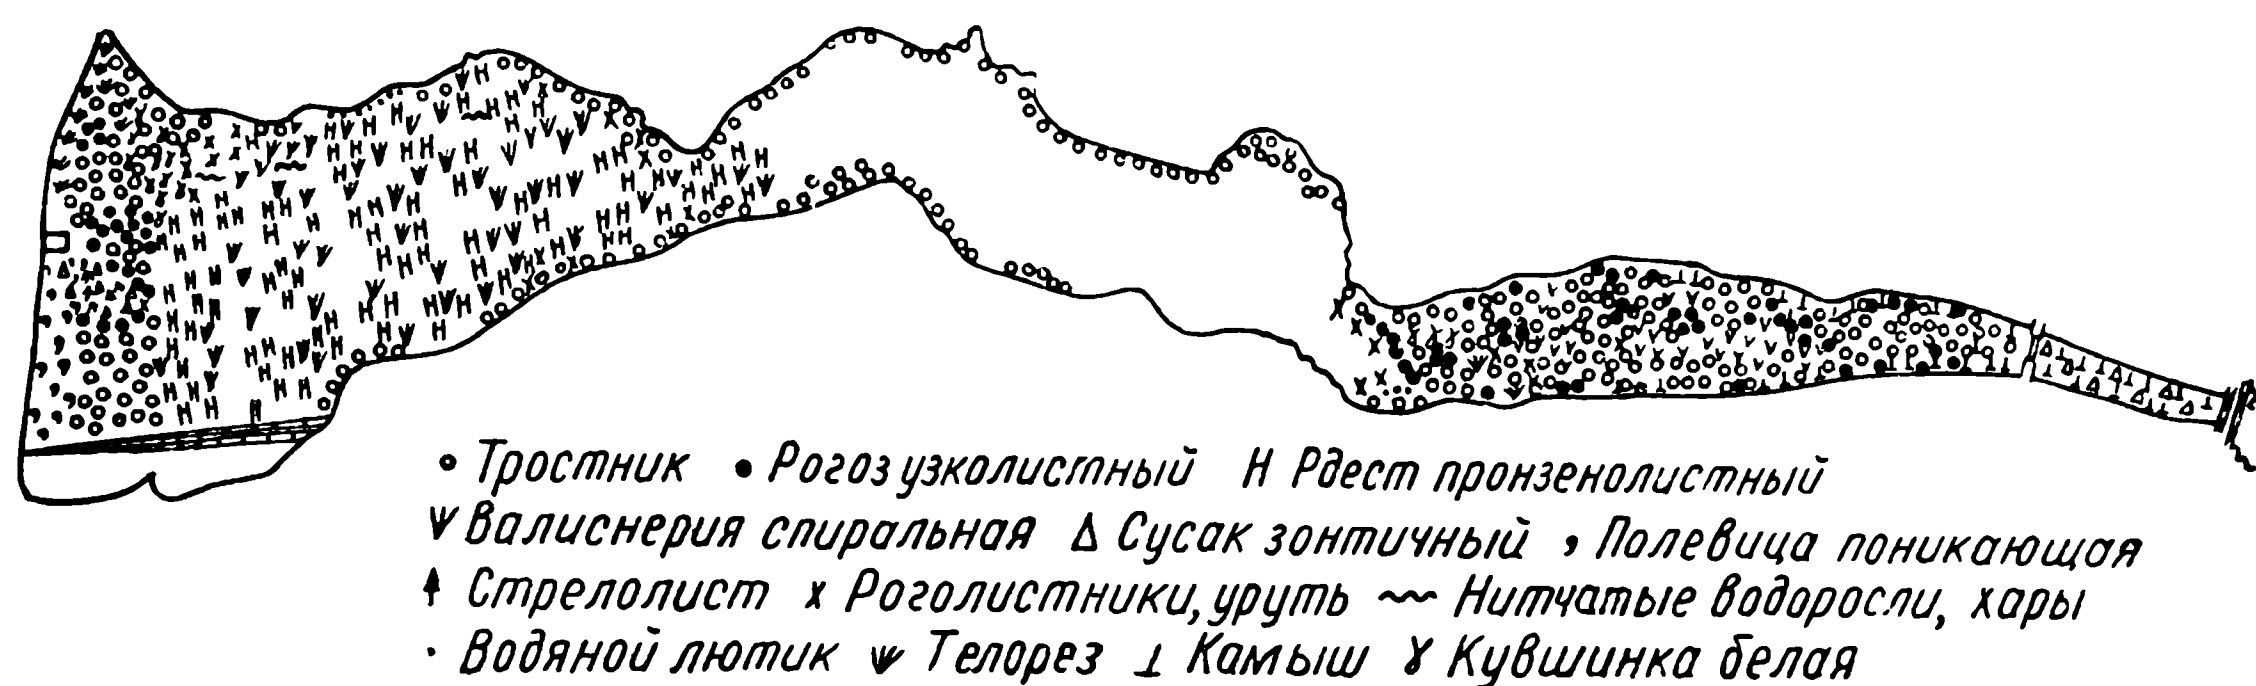 Тростник Рогоз узколистный Н Рдест пронзенолистный
Валиснерия спиральная Сусак зонтичный Полевица поникающая
Стрелолист х Роголистники, уруть Нитчатые водоросли, хары
Водяной лютик Телорез Камыш Кувшинка белая